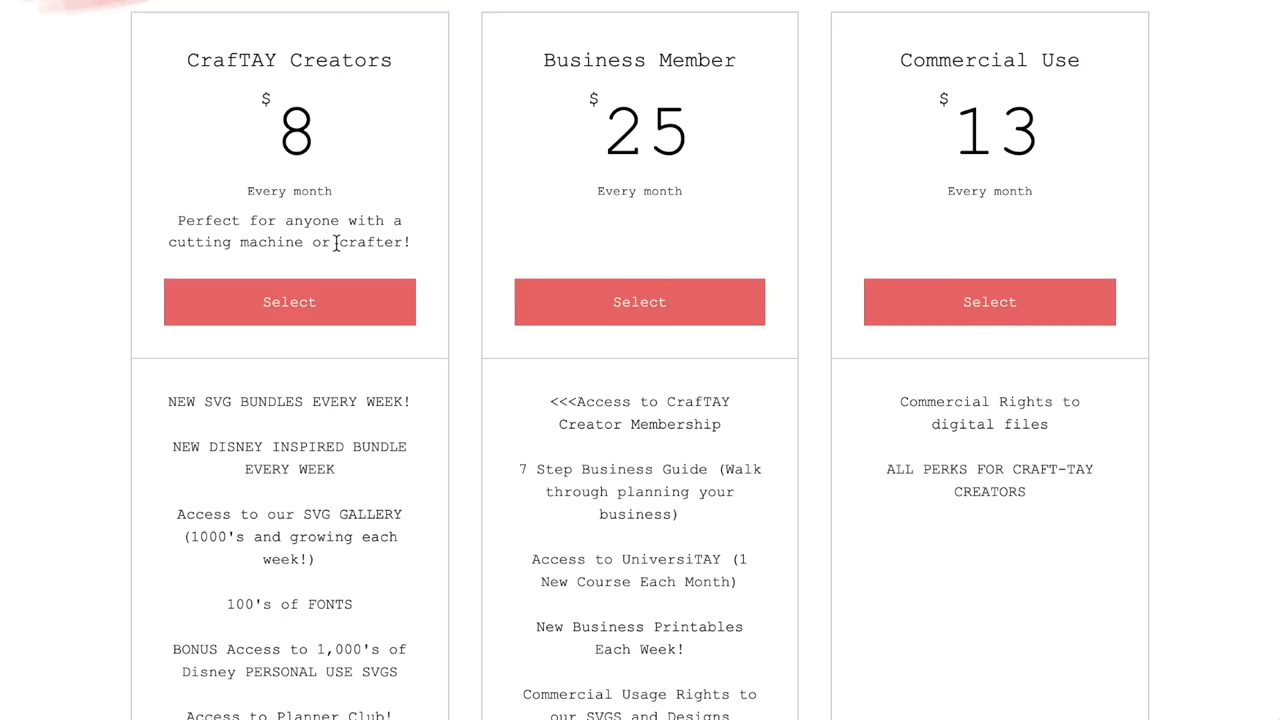 CrafTAY Creators
$
8
Every month
Perfect for anyone with a
cutting machine or crafter!
Select
NEW SVG BUNDLES EVERY WEEK!
NEW DISNEY INSPIRED BUNDLE
EVERY WEEK
Access to our SVG GALLERY
(1000's and growing each
week!)
100's of FONTS
BONUS Access to 1,000's of
Disney PERSONAL USE SVGS
Access to Planner Club!
Business Member
$
25
Every month
Select
<<<Access to CrafTAY
Creator Membership
7 Step Business Guide (Walk
through planning your
business)
Access to UniversiTAY (1
New Course Each Month)
New Business Printables
Each Week!
Commercial Usage Rights to
our SVGS and Designs
Commercial Use
$
13
Every month
Select
Commercial Rights to
digital files
ALL PERKS FOR CRAFT-TAY
CREATORS